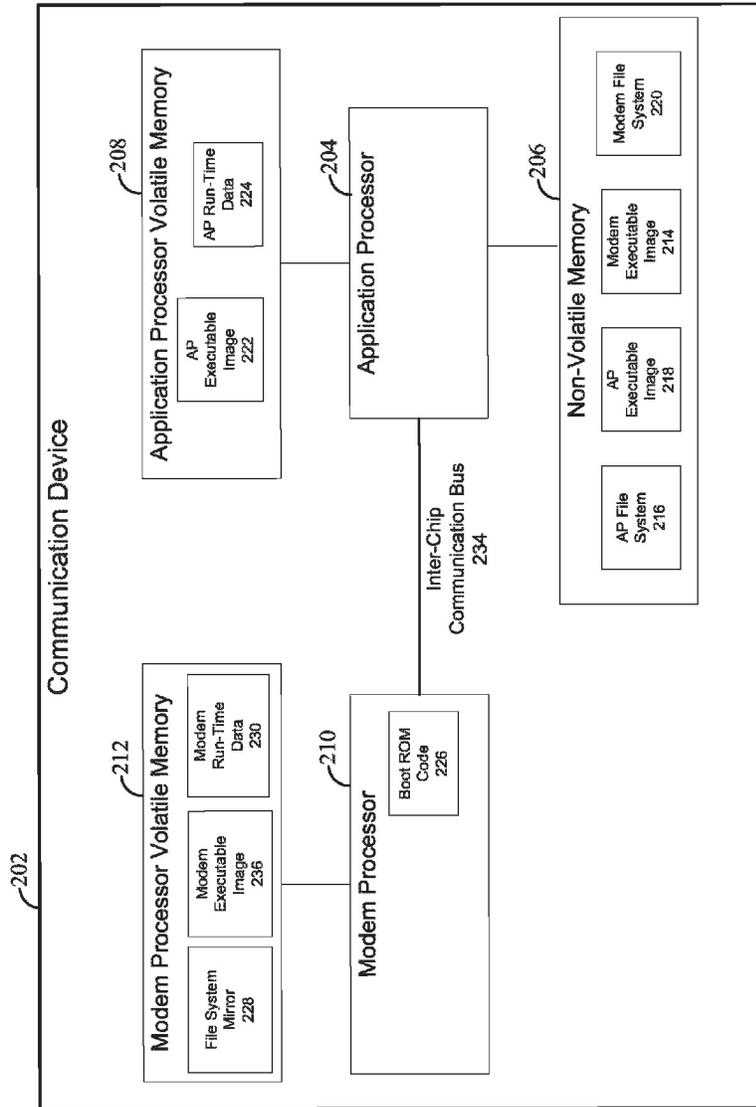 Communication Device
202
212
Modem Processor Volatile Memory
File System
Mirror
228
Modem
Executable
Image
236
Modem
Run-Time
Data
230
208
Application Processor Volatile Memory
AP
Executable
Image
222
AP Run-Time
Data
224
210
Modem Processor
Boot ROM
Code
226
Inter-Chip
Communication Bus
234
204
Application Processor
206
Non-Volatile Memory
AP File
System
216
AP
Executable
Image
218
Modem
Executable
Image
214
Modem File
System
220